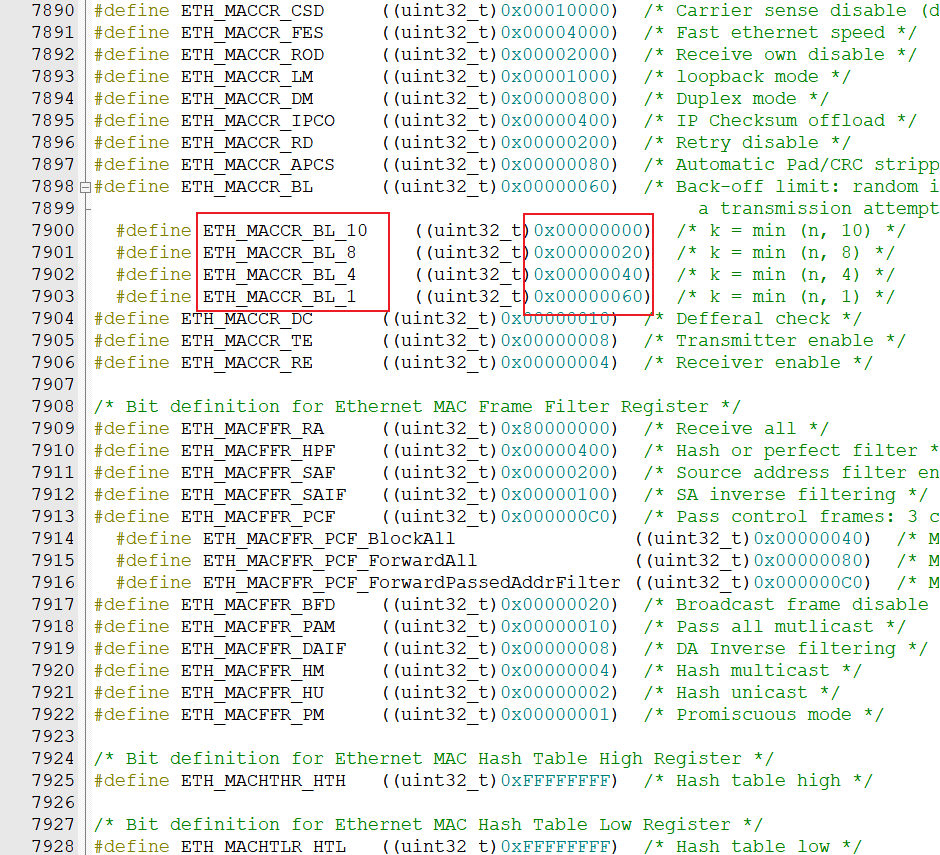 7890 #define ETH_MACCR_CSD ((uint32_t)0x00010000) /* Carrier sense disable (d
7891 #define ETH_MACCR_FES ((uint32_t)0x00004000) /* Fast ethernet speed */
7892 #define ETH_MACCR_ROD ((uint32_t)0x00002000) /* Receive own disable */
7893 #define ETH_MACCR_LM ((uint32_t)0x00001000) /* loopback mode */
7894 #define ETH_MACCR_DM ((uint32_t)0x00000800) /* Duplex mode */
7895 #define ETH_MACCR_IPCO ((uint32_t)0x00000400) /* IP Checksum offload */
7896 #define ETH_MACCR_RD ((uint32_t)0x00000200) /* Retry disable */
7897 #define ETH_MACCR_APCS ((uint32_t)0x00000080) /* Automatic Pad/CRC stripp
7898 #define ETH_MACCR_BL ((uint32_t)0x00000060) /* Back-off limit: random i
7899 a transmission attempt
7900 #define ETH_MACCR_BL_10 ((uint32_t)0x00000000) /* k = min (n, 10) */
7901 #define ETH_MACCR_BL_8 ((uint32_t)0x00000020) /* k = min (n, 8) */
7902 #define ETH_MACCR_BL_4 ((uint32_t)0x00000040) /* k = min (n, 4) */
7903 #define ETH_MACCR_BL_1 ((uint32_t)0x00000060) /* k = min (n, 1) */
7904 #define ETH_MACCR_DC ((uint32_t)0x00000010) /* Defferal check */
7905 #define ETH_MACCR_TE ((uint32_t)0x00000008) /* Transmitter enable */
7906 #define ETH_MACCR_RE ((uint32_t)0x00000004) /* Receiver enable */
7907
7908 /* Bit definition for Ethernet MAC Frame Filter Register */
7909 #define ETH_MACFFR_RA ((uint32_t)0x80000000) /* Receive all */
7910 #define ETH_MACFFR_HPF ((uint32_t)0x00000400) /* Hash or perfect filter *
7911 #define ETH_MACFFR_SAF ((uint32_t)0x00000200) /* Source address filter en
7912 #define ETH_MACFFR_SAIF ((uint32_t)0x00000100) /* SA inverse filtering */
7913 #define ETH_MACFFR_PCF ((uint32_t)0x000000C0) /* Pass control frames: 3 c
7914 #define ETH_MACFFR_PCF_BlockAll ((uint32_t)0x00000040) /* M
7915 #define ETH_MACFFR_PCF_ForwardAll ((uint32_t)0x00000080) /* M
7916 #define ETH_MACFFR_PCF_ForwardPassedAddrFilter ((uint32_t)0x000000C0) /* M
7917 #define ETH_MACFFR_BFD ((uint32_t)0x00000020) /* Broadcast frame disable
7918 #define ETH_MACFFR_PAM ((uint32_t)0x00000010) /* Pass all mutlicast */
7919 #define ETH_MACFFR_DAIF ((uint32_t)0x00000008) /* DA Inverse filtering */
7920 #define ETH_MACFFR_HM ((uint32_t)0x00000004) /* Hash multicast */
7921 #define ETH_MACFFR_HU ((uint32_t)0x00000002) /* Hash unicast */
7922 #define ETH_MACFFR_PM ((uint32_t)0x00000001) /* Promiscuous mode */
7923
7924 /* Bit definition for Ethernet MAC Hash Table High Register */
7925 #define ETH_MACHTHR_HTH ((uint32_t)0xFFFFFFFF) /* Hash table high */
7926
7927 /* Bit definition for Ethernet MAC Hash Table Low Register */
7928 #define ETH_MACHTLR_HTL ((uint32_t)0xFFFFFFFF) /* Hash table low */